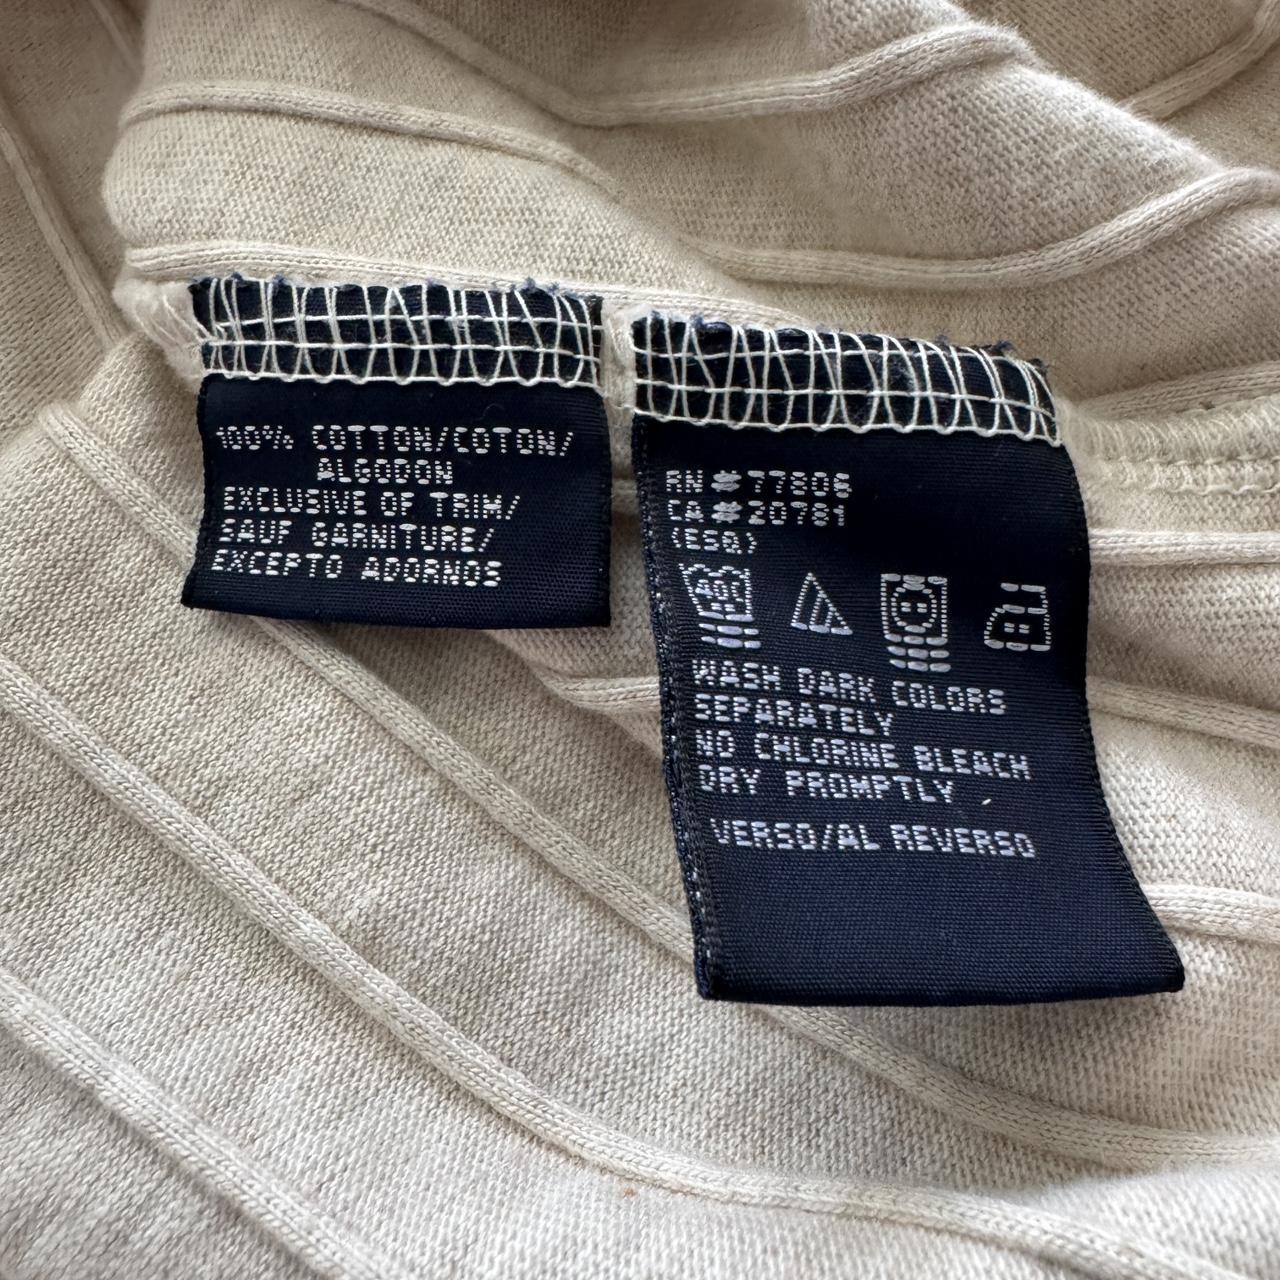 100% COTTON/COTON/
ALGODON
EXCLUSIVE OF TRIM/
SAUF GARNITURE/
EXCEPTO ADORNOS
RN #77806
CA #20781
(ESQ)
WASH DARK COLORS
SEPARATELY
NO CHLORINE BLEACH
DRY PROMPTLY
VERSO/AL REVERSO